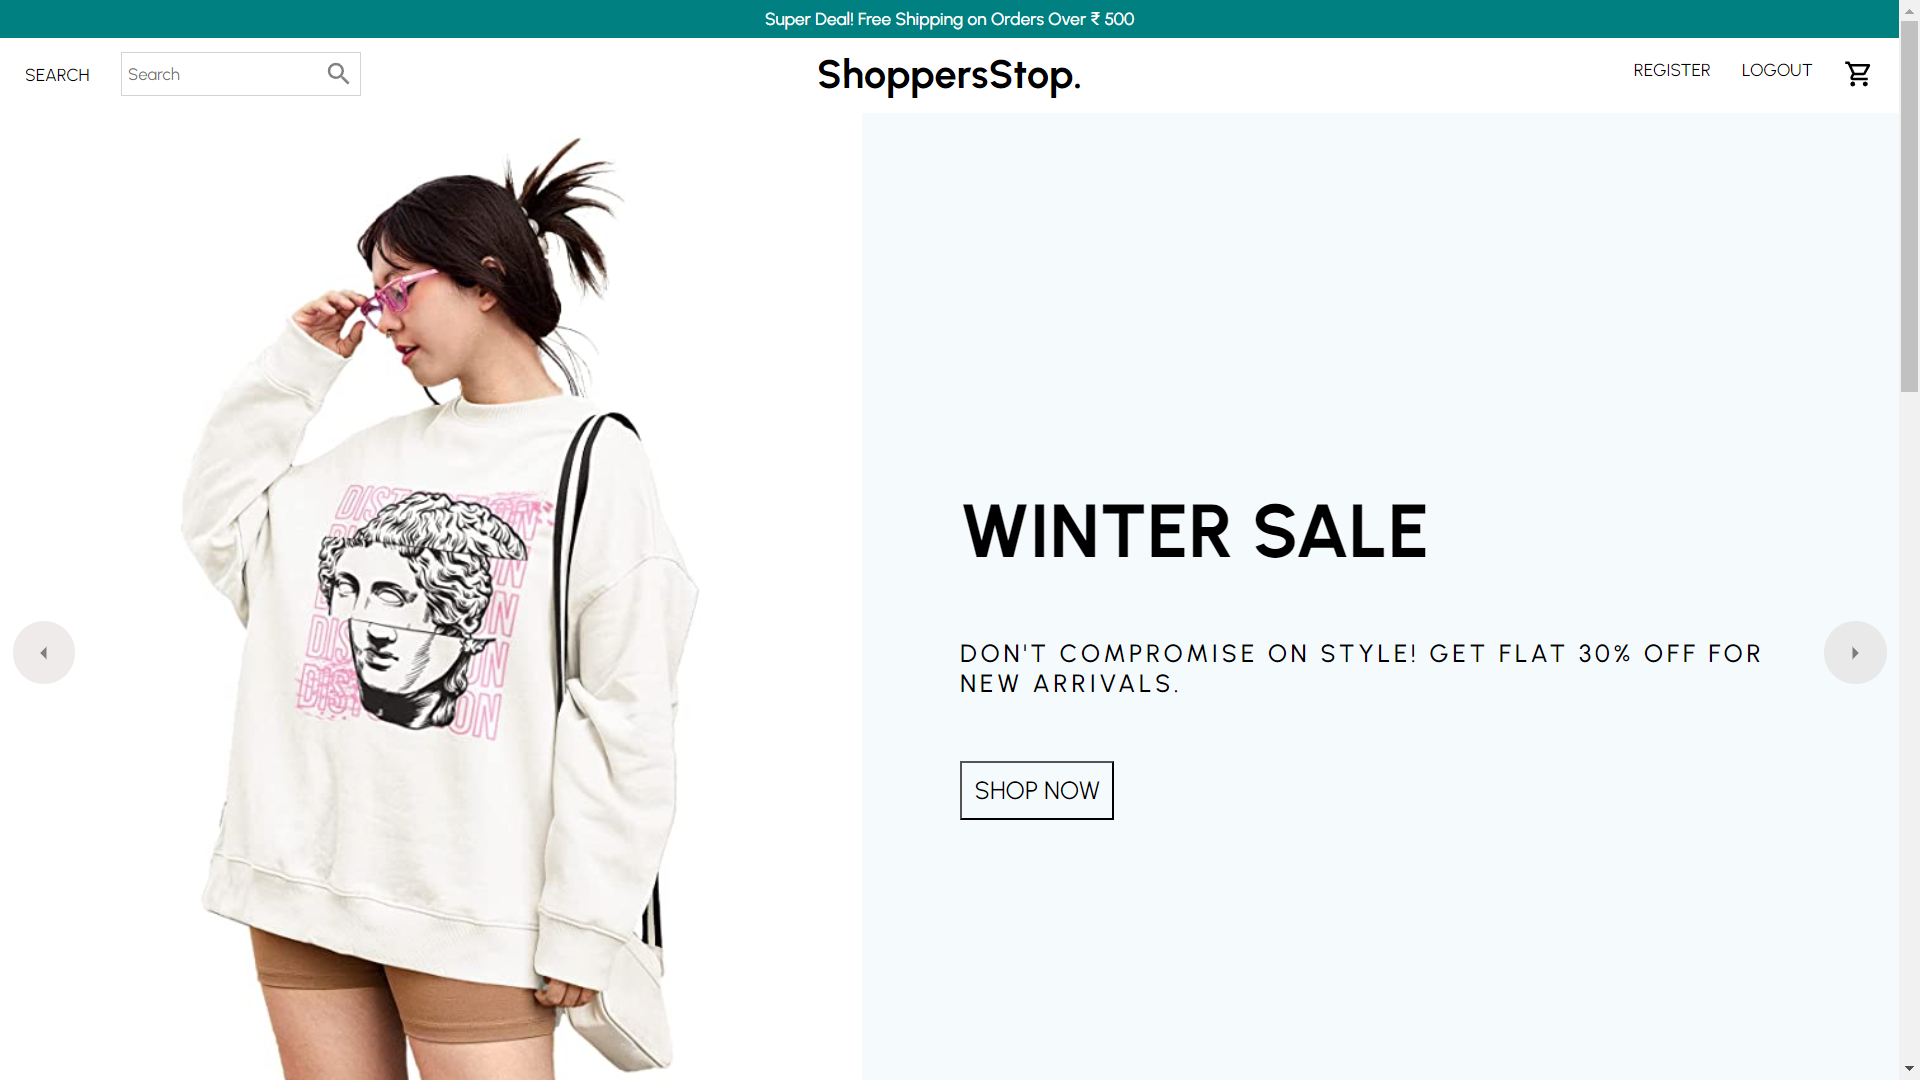 Super Deal! Free Shipping on Orders Over ₹ 500
SEARCH
Search
ShoppersStop.
REGISTER
LOGOUT
WINTER SALE
DON'T COMPROMISE ON STYLE! GET FLAT 30% OFF FOR
NEW ARRIVALS.
SHOP NOW